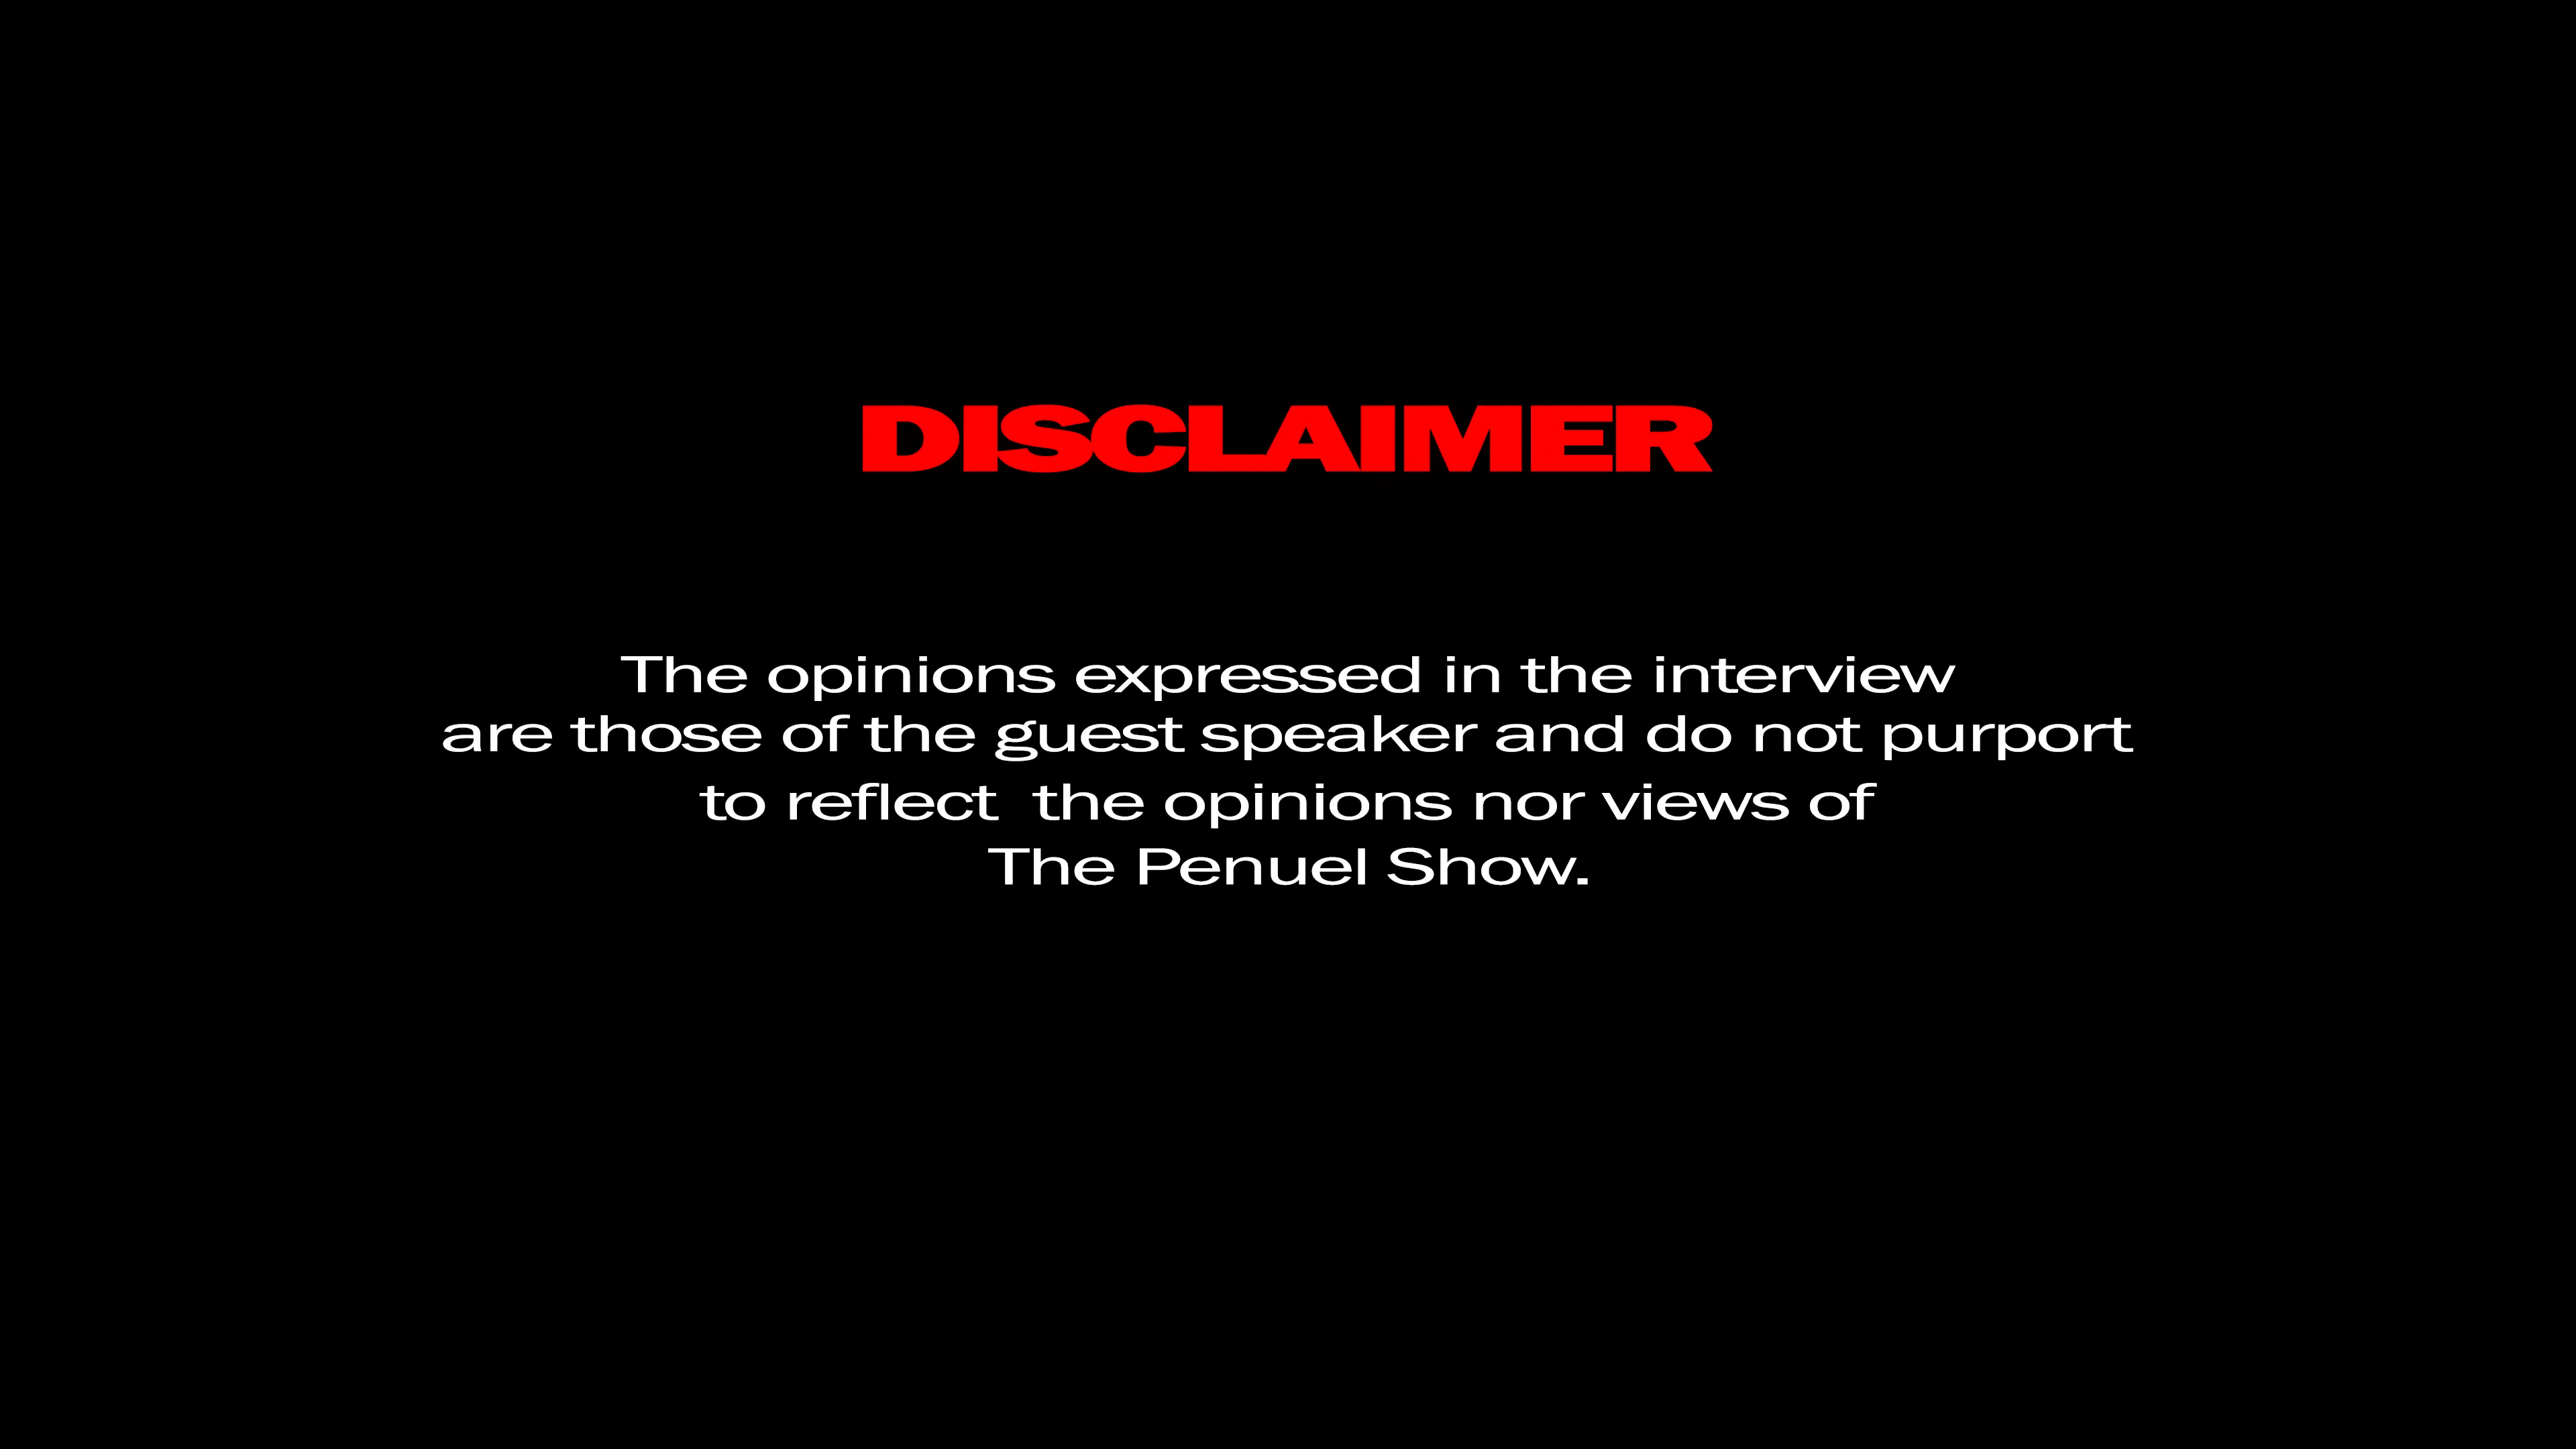 DISCLAIMER
The opinions expressed in the interview
are those of the guest speaker and do not purport
to reflect  the opinions nor views of
The Penuel Show.